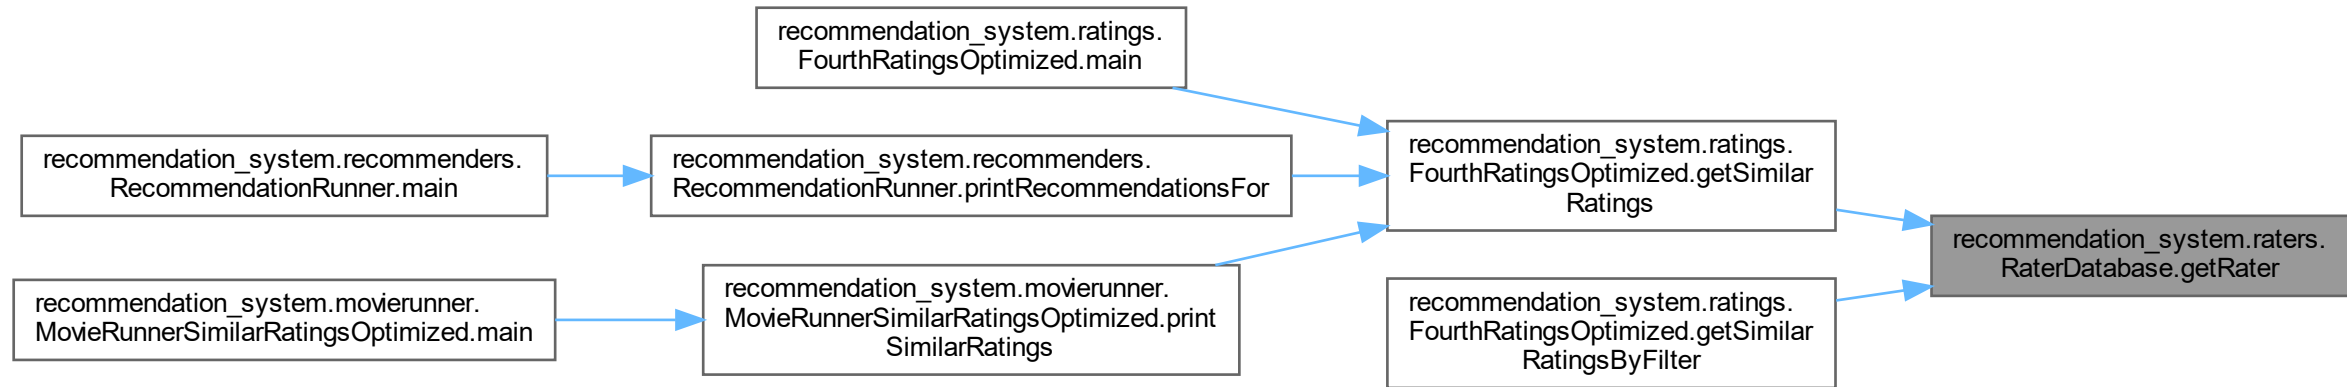 recommendation_system.ratings.
FourthRatingsOptimized.main
recommendation_system.recommenders.
RecommendationRunner.main
recommendation_system.recommenders.
RecommendationRunner.printRecommendationsFor
recommendation_system.ratings.
FourthRatingsOptimized.getSimilar
Ratings
recommendation_system.raters.
RaterDatabase.getRater
recommendation_system.movierunner.
MovieRunnerSimilarRatingsOptimized.main
recommendation_system.movierunner.
MovieRunnerSimilarRatingsOptimized.print
SimilarRatings
recommendation_system.ratings.
FourthRatingsOptimized.getSimilar
RatingsByFilter